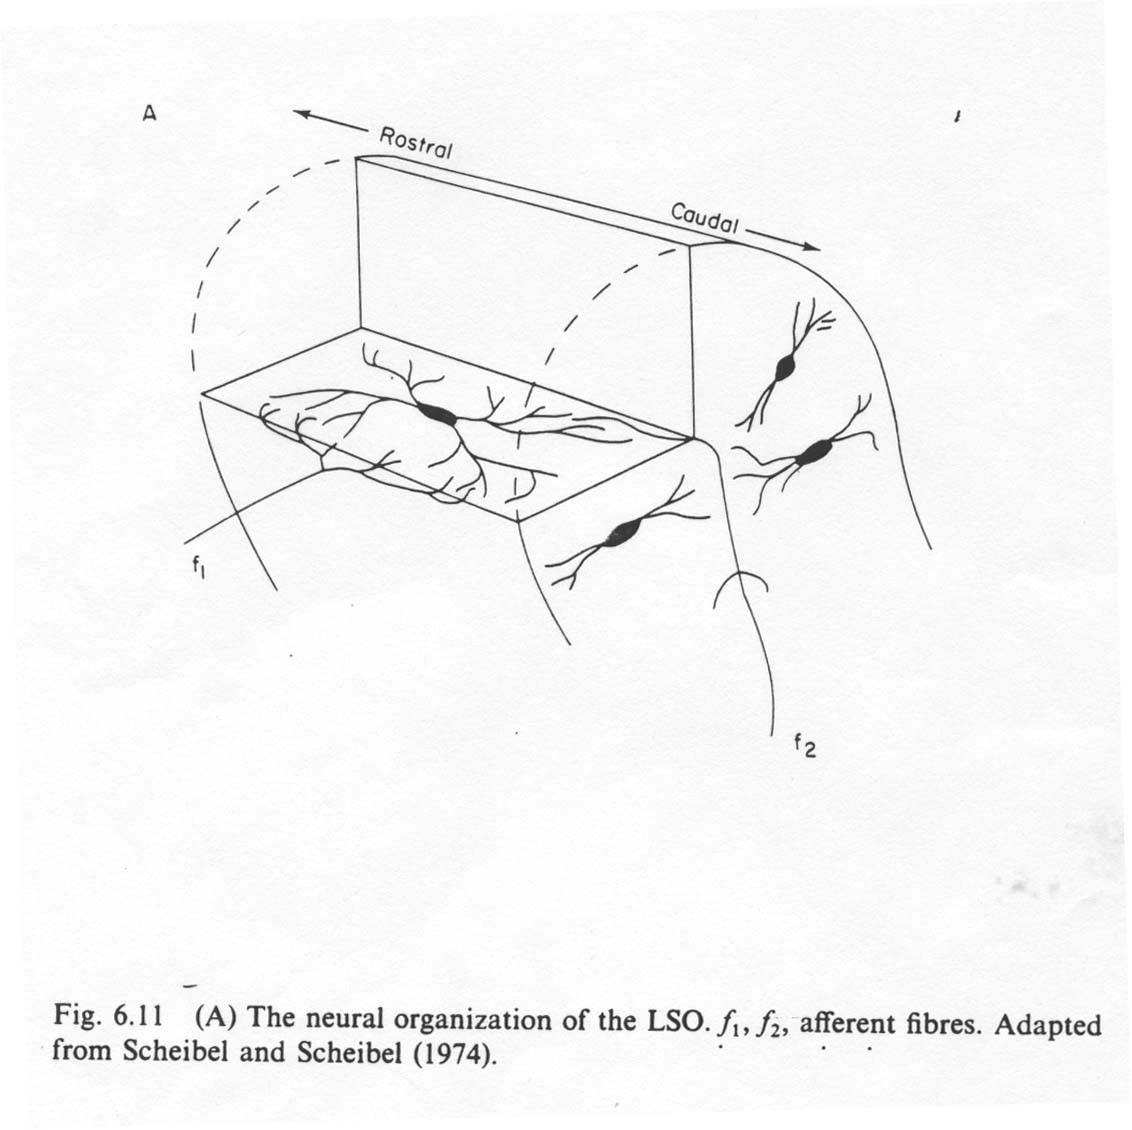 A
Rostral
Caudal
f1
f2
Fig. 6.11 (A) The neural organization of the LSO. f1, f2, afferent fibres. Adapted
from Scheibel and Scheibel (1974).